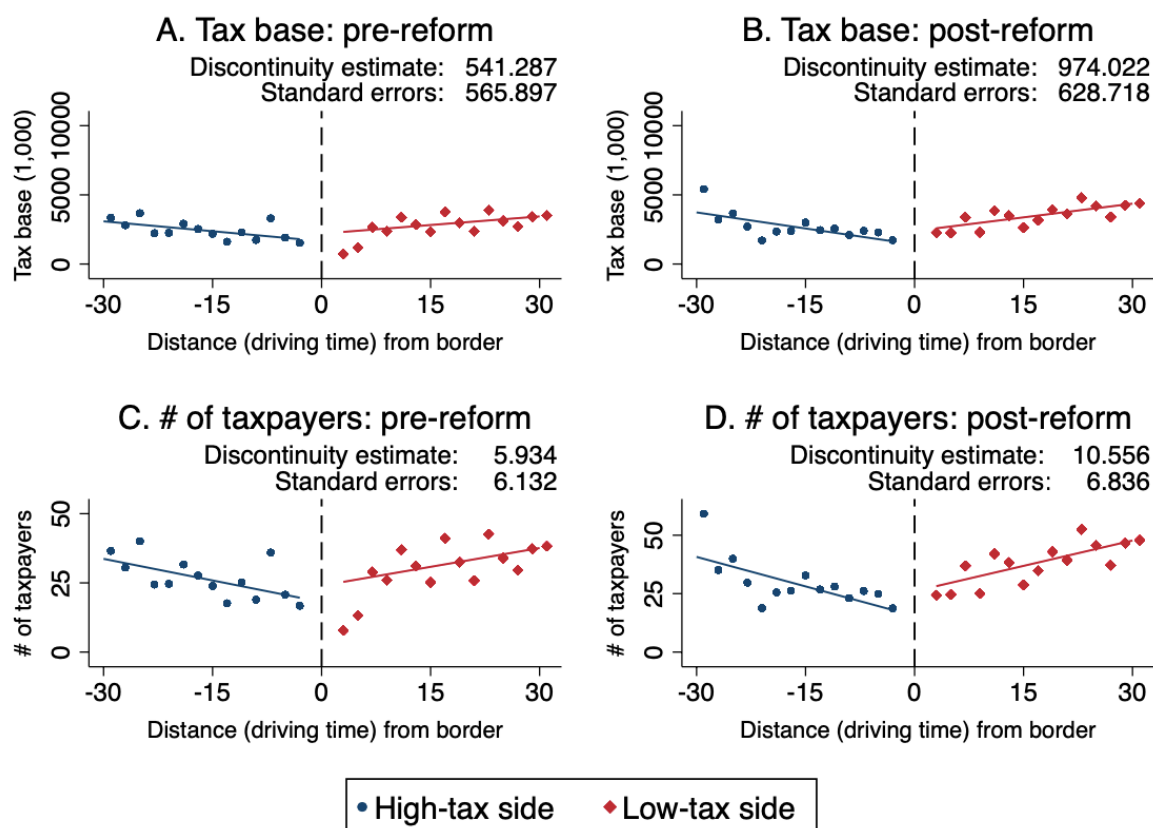 A. Tax base: pre-reform
Discontinuity estimate: 541.287
Standard errors: 565.897
Tax base (1,000)
0 5000 10000
-30 -15 0 15 30
Distance (driving time) from border
B. Tax base: post-reform
Discontinuity estimate: 974.022
Standard errors: 628.718
Tax base (1,000)
0 5000 10000
-30 -15 0 15 30
Distance (driving time) from border
C. # of taxpayers: pre-reform
Discontinuity estimate: 5.934
Standard errors: 6.132
# of taxpayers
0 25 50
-30 -15 0 15 30
Distance (driving time) from border
D. # of taxpayers: post-reform
Discontinuity estimate: 10.556
Standard errors: 6.836
# of taxpayers
0 25 50
-30 -15 0 15 30
Distance (driving time) from border
High-tax side Low-tax side